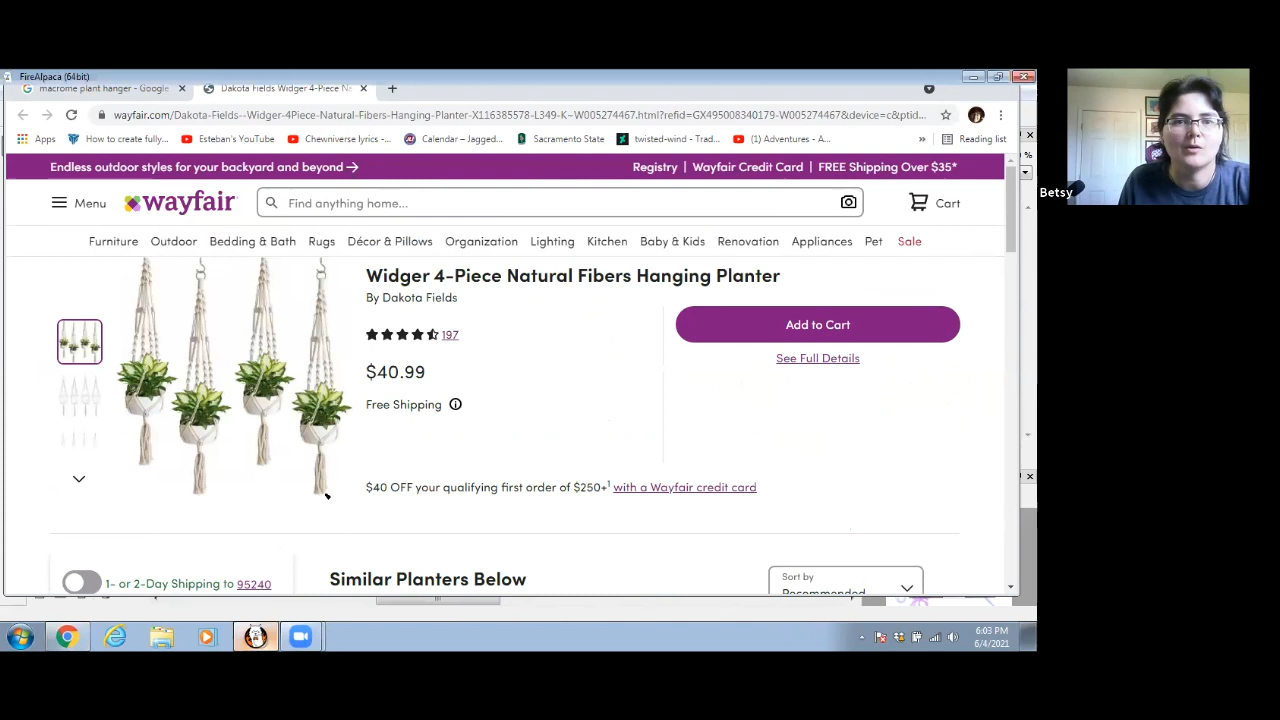 FireAlpaca (64bit)
macrome plant hanger - Google
Dakota Fields Widger 4-Piece N
wayfair.com/Dakota-Fields--Widger-4Piece-Natural-Fibers-Hanging-Planter-X116385578-L349-K~W005274467.html?refid=GX495008340179-W005274467&device=c&ptid...
Apps
How to create fully...
Esteban's YouTube
Chewniverse lyrics -...
Calendar – Jagged...
Sacramento State
twisted-wind - Trad...
(1) Adventures - A...
»
Reading list
Endless outdoor styles for your backyard and beyond →
Registry | Wayfair Credit Card | FREE Shipping Over $35*
Menu
wayfair
Find anything home...
Cart
Furniture Outdoor Bedding & Bath Rugs Décor & Pillows Organization Lighting Kitchen Baby & Kids Renovation Appliances Pet Sale
Widger 4-Piece Natural Fibers Hanging Planter
By Dakota Fields
197
$40.99
Free Shipping
Add to Cart
See Full Details
$40 OFF your qualifying first order of $250+¹ with a Wayfair credit card
1- or 2-Day Shipping to 95240
Similar Planters Below
Sort by
Recommended
%
6:03 PM
6/4/2021
Betsy